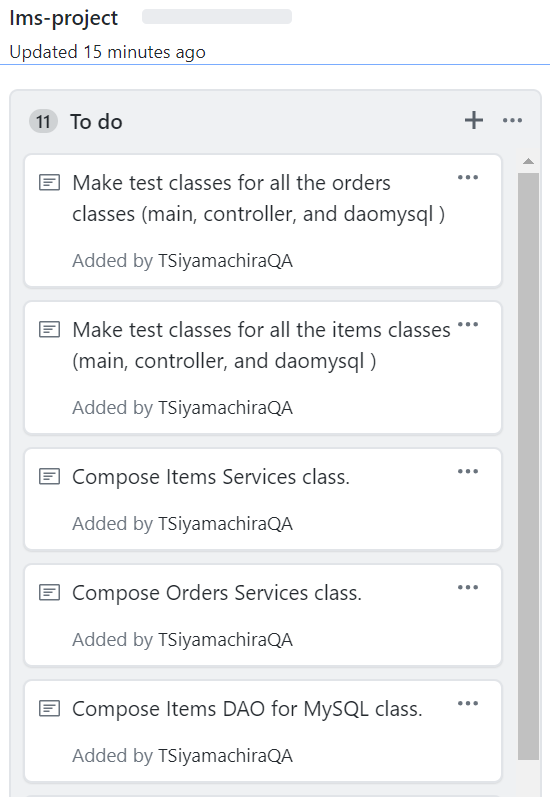 Ims-project
Updated 15 minutes ago
11 To do
Make test classes for all the orders
classes (main, controller, and daomysql )
Added by TSiyamachiraQA
Make test classes for all the items classes
(main, controller, and daomysql )
Added by TSiyamachiraQA
Compose Items Services class.
Added by TSiyamachiraQA
Compose Orders Services class.
Added by TSiyamachiraQA
Compose Items DAO for MySQL class.
Added by TSiyamachiraQA